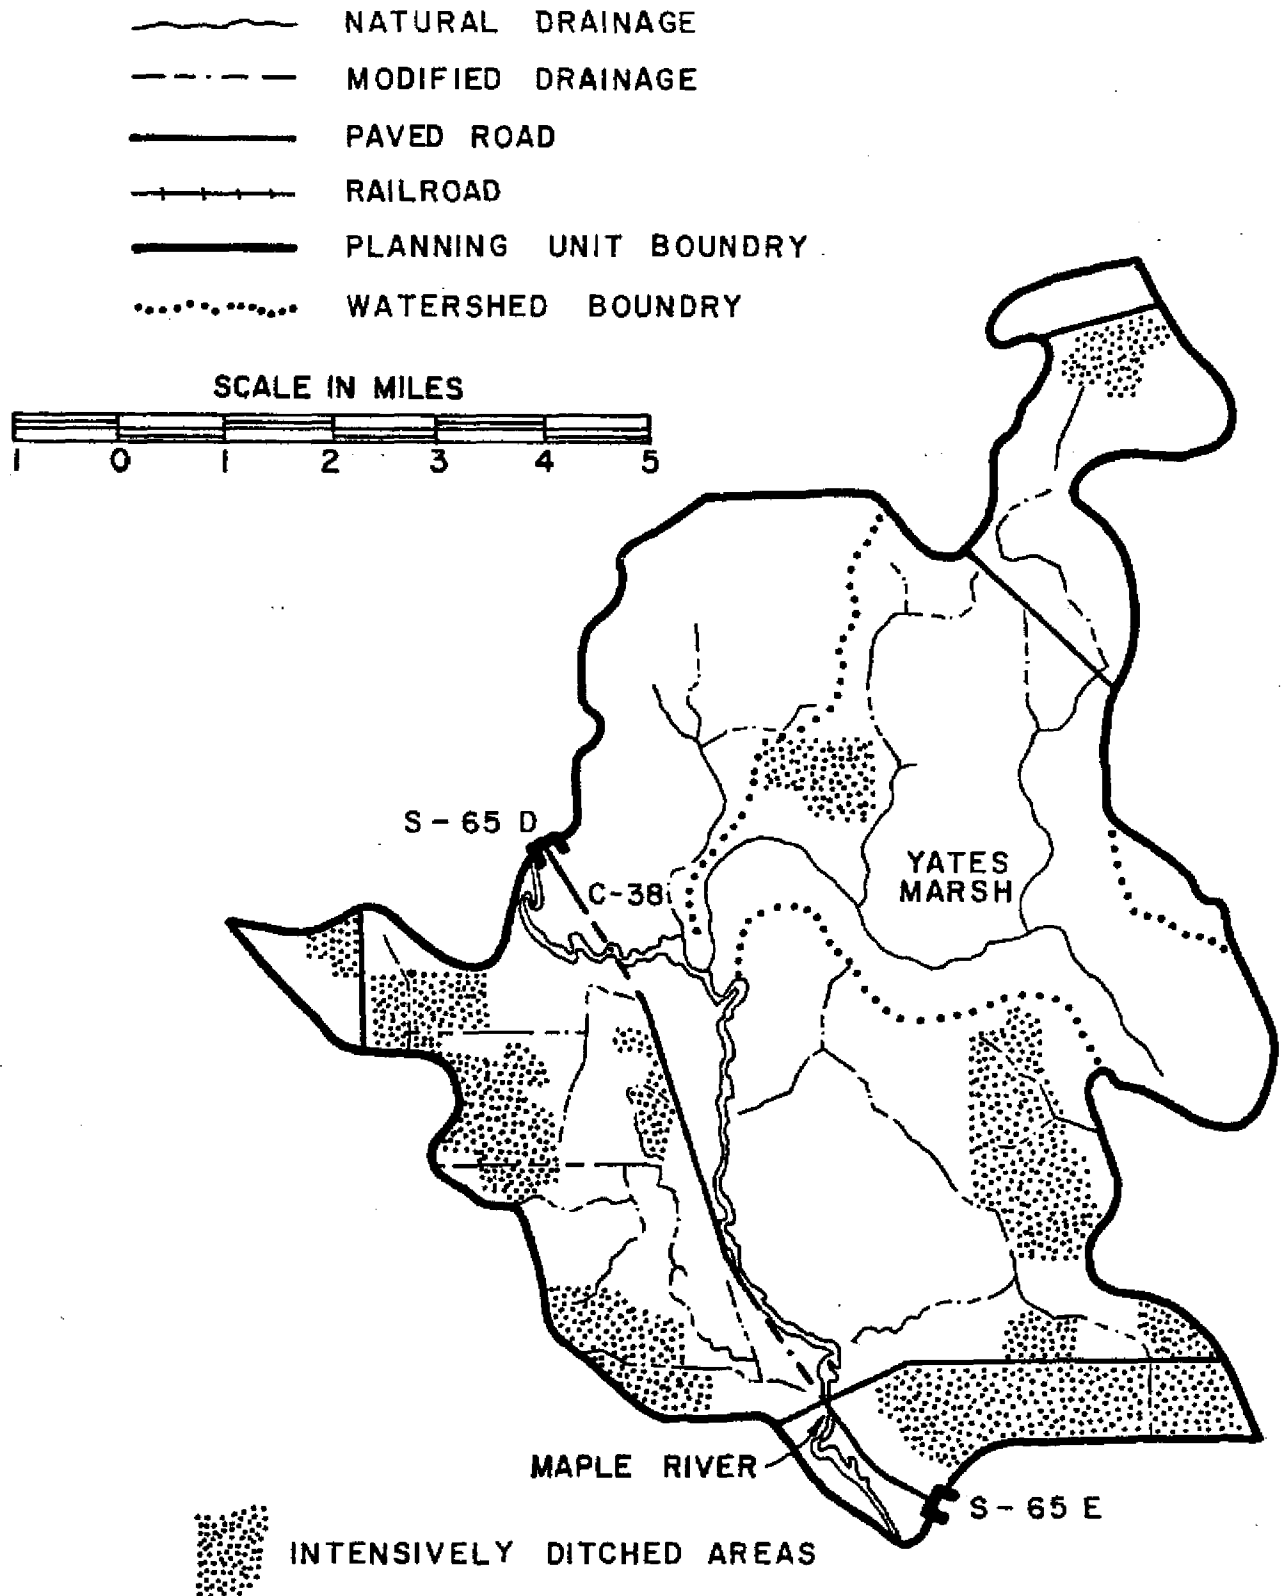 NATURAL DRAINAGE
MODIFIED DRAINAGE
PAVED ROAD
RAILROAD
PLANNING UNIT BOUNDRY
WATERSHED BOUNDRY
SCALE IN MILES
1 0 1 2 3 4 5
S-65 D
C-38
YATES
MARSH
MAPLE RIVER
S-65 E
INTENSIVELY DITCHED AREAS